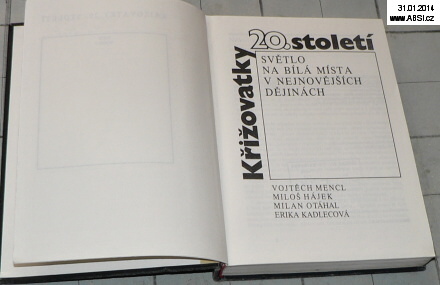 31.01.2014
www.ABSi.cz
Křižovatky
20. století
SVĚTLO
NA BÍLÁ MÍSTA
V NEJNOVĚJŠÍCH
DĚJINÁCH
VOJTĚCH MENCL
MILOŠ HÁJEK
MILAN OTÁHAL
ERIKA KADLECOVÁ